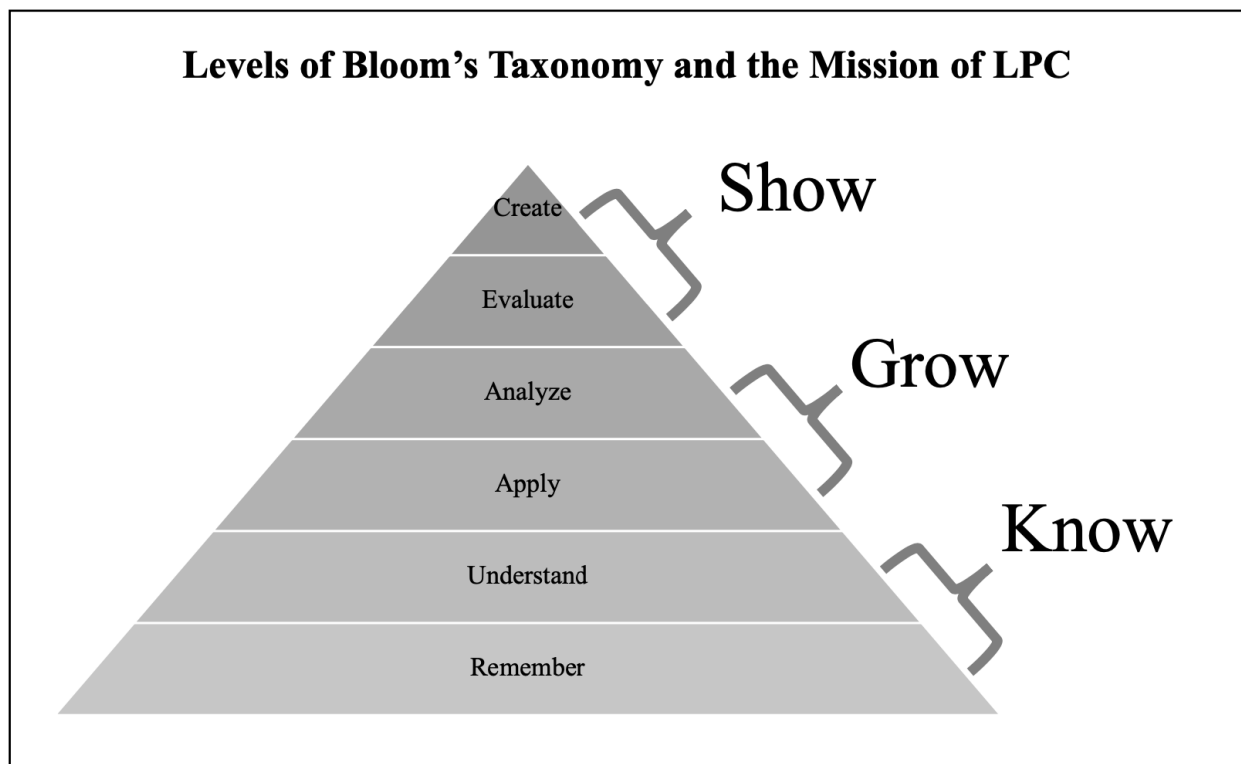 Levels of Bloom’s Taxonomy and the Mission of LPC
Show
Create
Evaluate
Grow
Analyze
Apply
Know
Understand
Remember